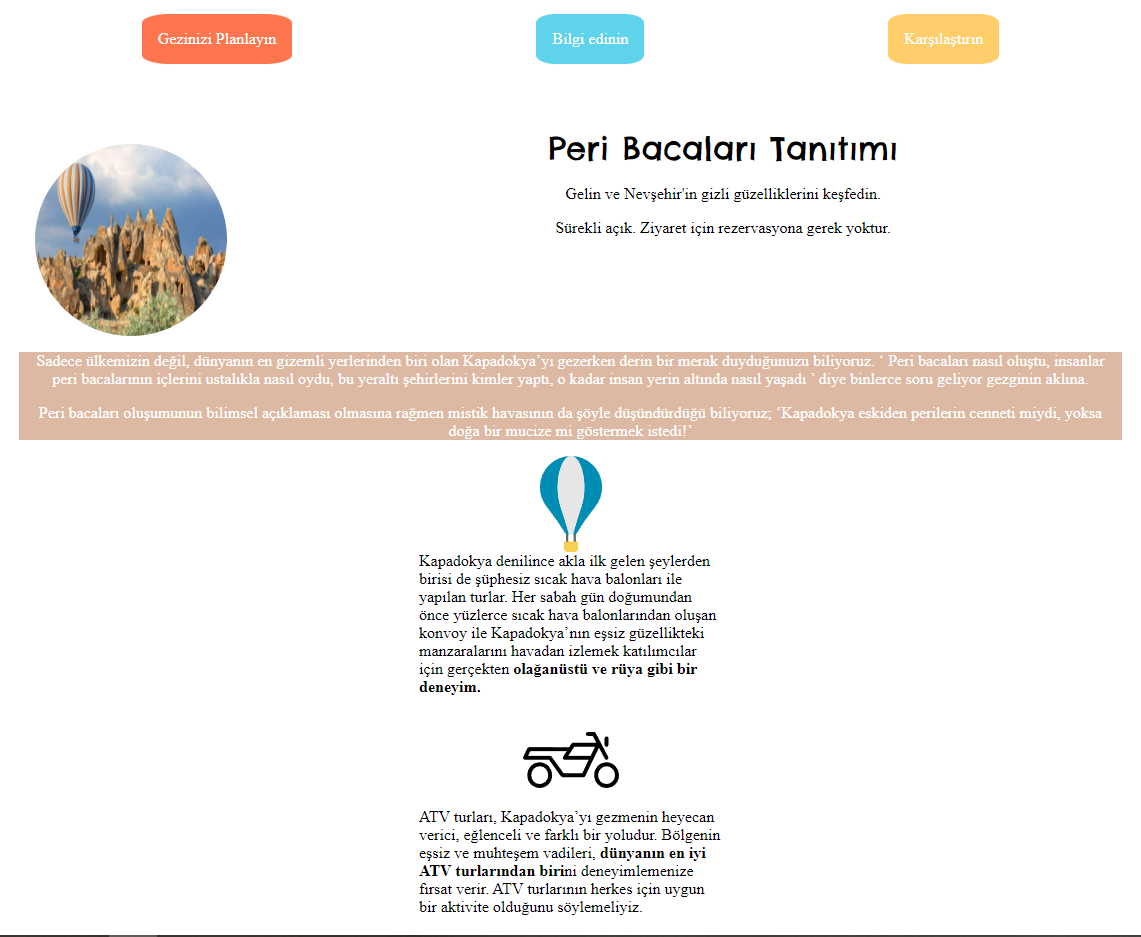 Gezinizi Planlayın
Bilgi edinin
Karşılaştırın
Peri Bacaları Tanıtımı
Gelin ve Nevşehir'in gizli güzelliklerini keşfedin.
Sürekli açık. Ziyaret için rezervasyona gerek yoktur.
Sadece ülkemizin değil, dünyanın en gizemli yerlerinden biri olan Kapadokya’yı gezerken derin bir merak duyduğunuzu biliyoruz. ‘ Peri bacaları nasıl oluştu, insanlar
peri bacalarının içlerini ustalıkla nasıl oydu, bu yeraltı şehirlerini kimler yaptı, o kadar insan yerin altında nasıl yaşadı ’ diye binlerce soru geliyor gezginin aklına.
Peri bacaları oluşumunun bilimsel açıklaması olmasına rağmen mistik havasının da şöyle düşündürdüğü biliyoruz; ‘Kapadokya eskiden perilerin cenneti miydi, yoksa
doğa bir mucize mi göstermek istedi!’
Kapadokya denilince akla ilk gelen şeylerden
birisi de şüphesiz sıcak hava balonları ile
yapılan turlar. Her sabah gün doğumundan
önce yüzlerce sıcak hava balonlarından oluşan
konvoy ile Kapadokya’nın eşsiz güzellikteki
manzaralarını havadan izlemek katılımcılar
için gerçekten olağanüstü ve rüya gibi bir
deneyim.
ATV turları, Kapadokya’yı gezmenin heyecan
verici, eğlenceli ve farklı bir yoludur. Bölgenin
eşsiz ve muhteşem vadileri, dünyanın en iyi
ATV turlarından birini deneyimlemenize
fırsat verir. ATV turlarının herkes için uygun
bir aktivite olduğunu söylemeliyiz.